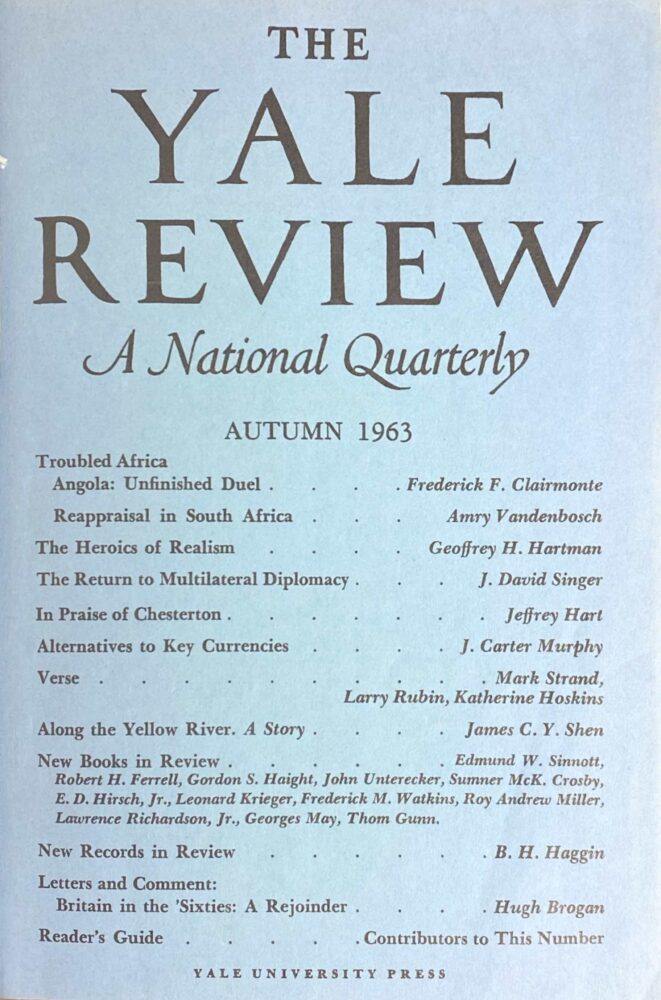 THE
YALE
REVIEW
A National Quarterly
AUTUMN 1963
Troubled Africa
Angola: Unfinished Duel . . . . Frederick F. Clairmonte
Reappraisal in South Africa . . . Amry Vandenbosch
The Heroics of Realism . . . . Geoffrey H. Hartman
The Return to Multilateral Diplomacy . . . J. David Singer
In Praise of Chesterton . . . . . . Jeffrey Hart
Alternatives to Key Currencies . . . . J. Carter Murphy
Verse . . . . . . . . . . Mark Strand,
Larry Rubin, Katherine Hoskins
Along the Yellow River. A Story . . . . James C. Y. Shen
New Books in Review . . . . . . Edmund W. Sinnott,
Robert H. Ferrell, Gordon S. Haight, John Unterecker, Sumner McK. Crosby,
E. D. Hirsch, Jr., Leonard Krieger, Frederick M. Watkins, Roy Andrew Miller,
Lawrence Richardson, Jr., Georges May, Thom Gunn.
New Records in Review . . . . . . B. H. Haggin
Letters and Comment:
Britain in the 'Sixties: A Rejoinder . . . . Hugh Brogan
Reader's Guide . . . . . Contributors to This Number
YALE UNIVERSITY PRESS